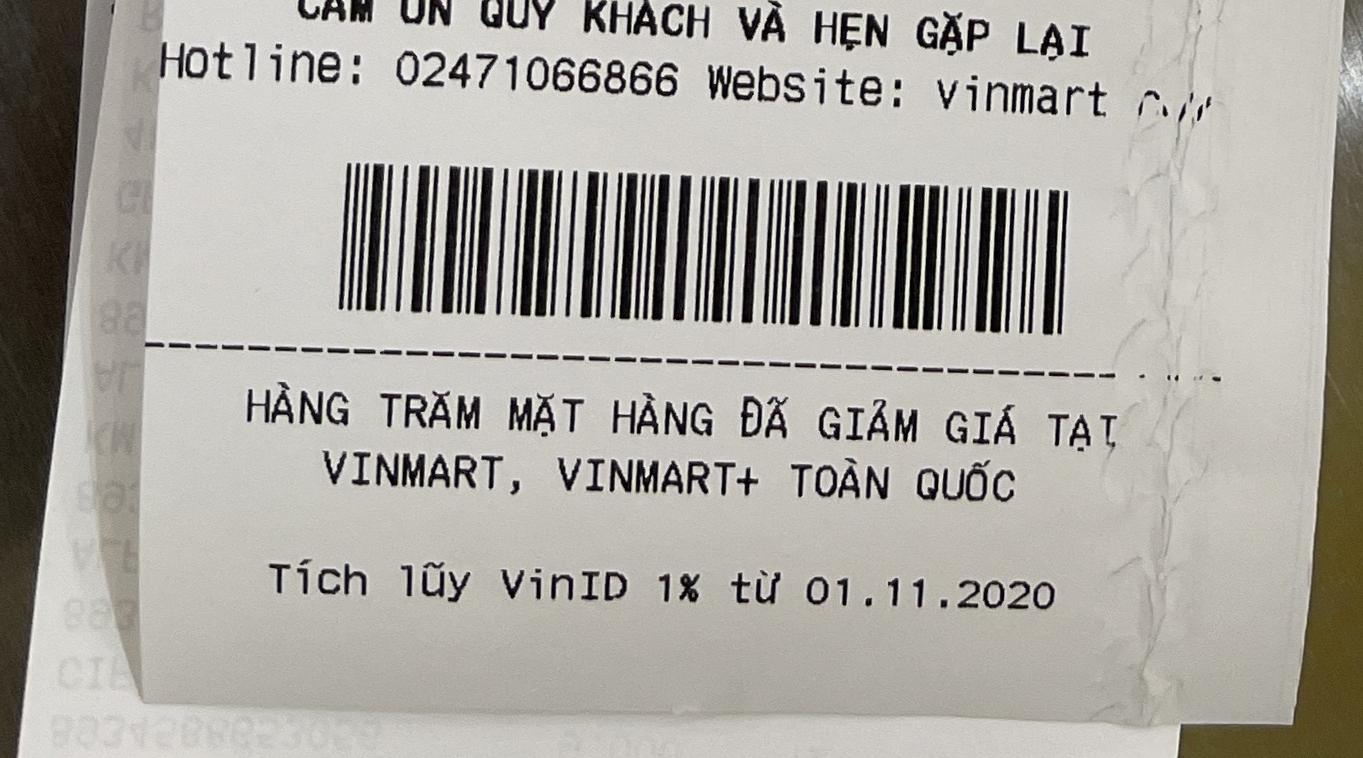 CẢM ƠN QUÝ KHÁCH VÀ HẸN GẶP LẠI
Hotline: 02471066866 Website: vinmart
HÀNG TRĂM MẶT HÀNG ĐÃ GIẢM GIÁ TẠI
VINMART, VINMART+ TOÀN QUỐC
Tích lũy VinID 1% từ 01.11.2020